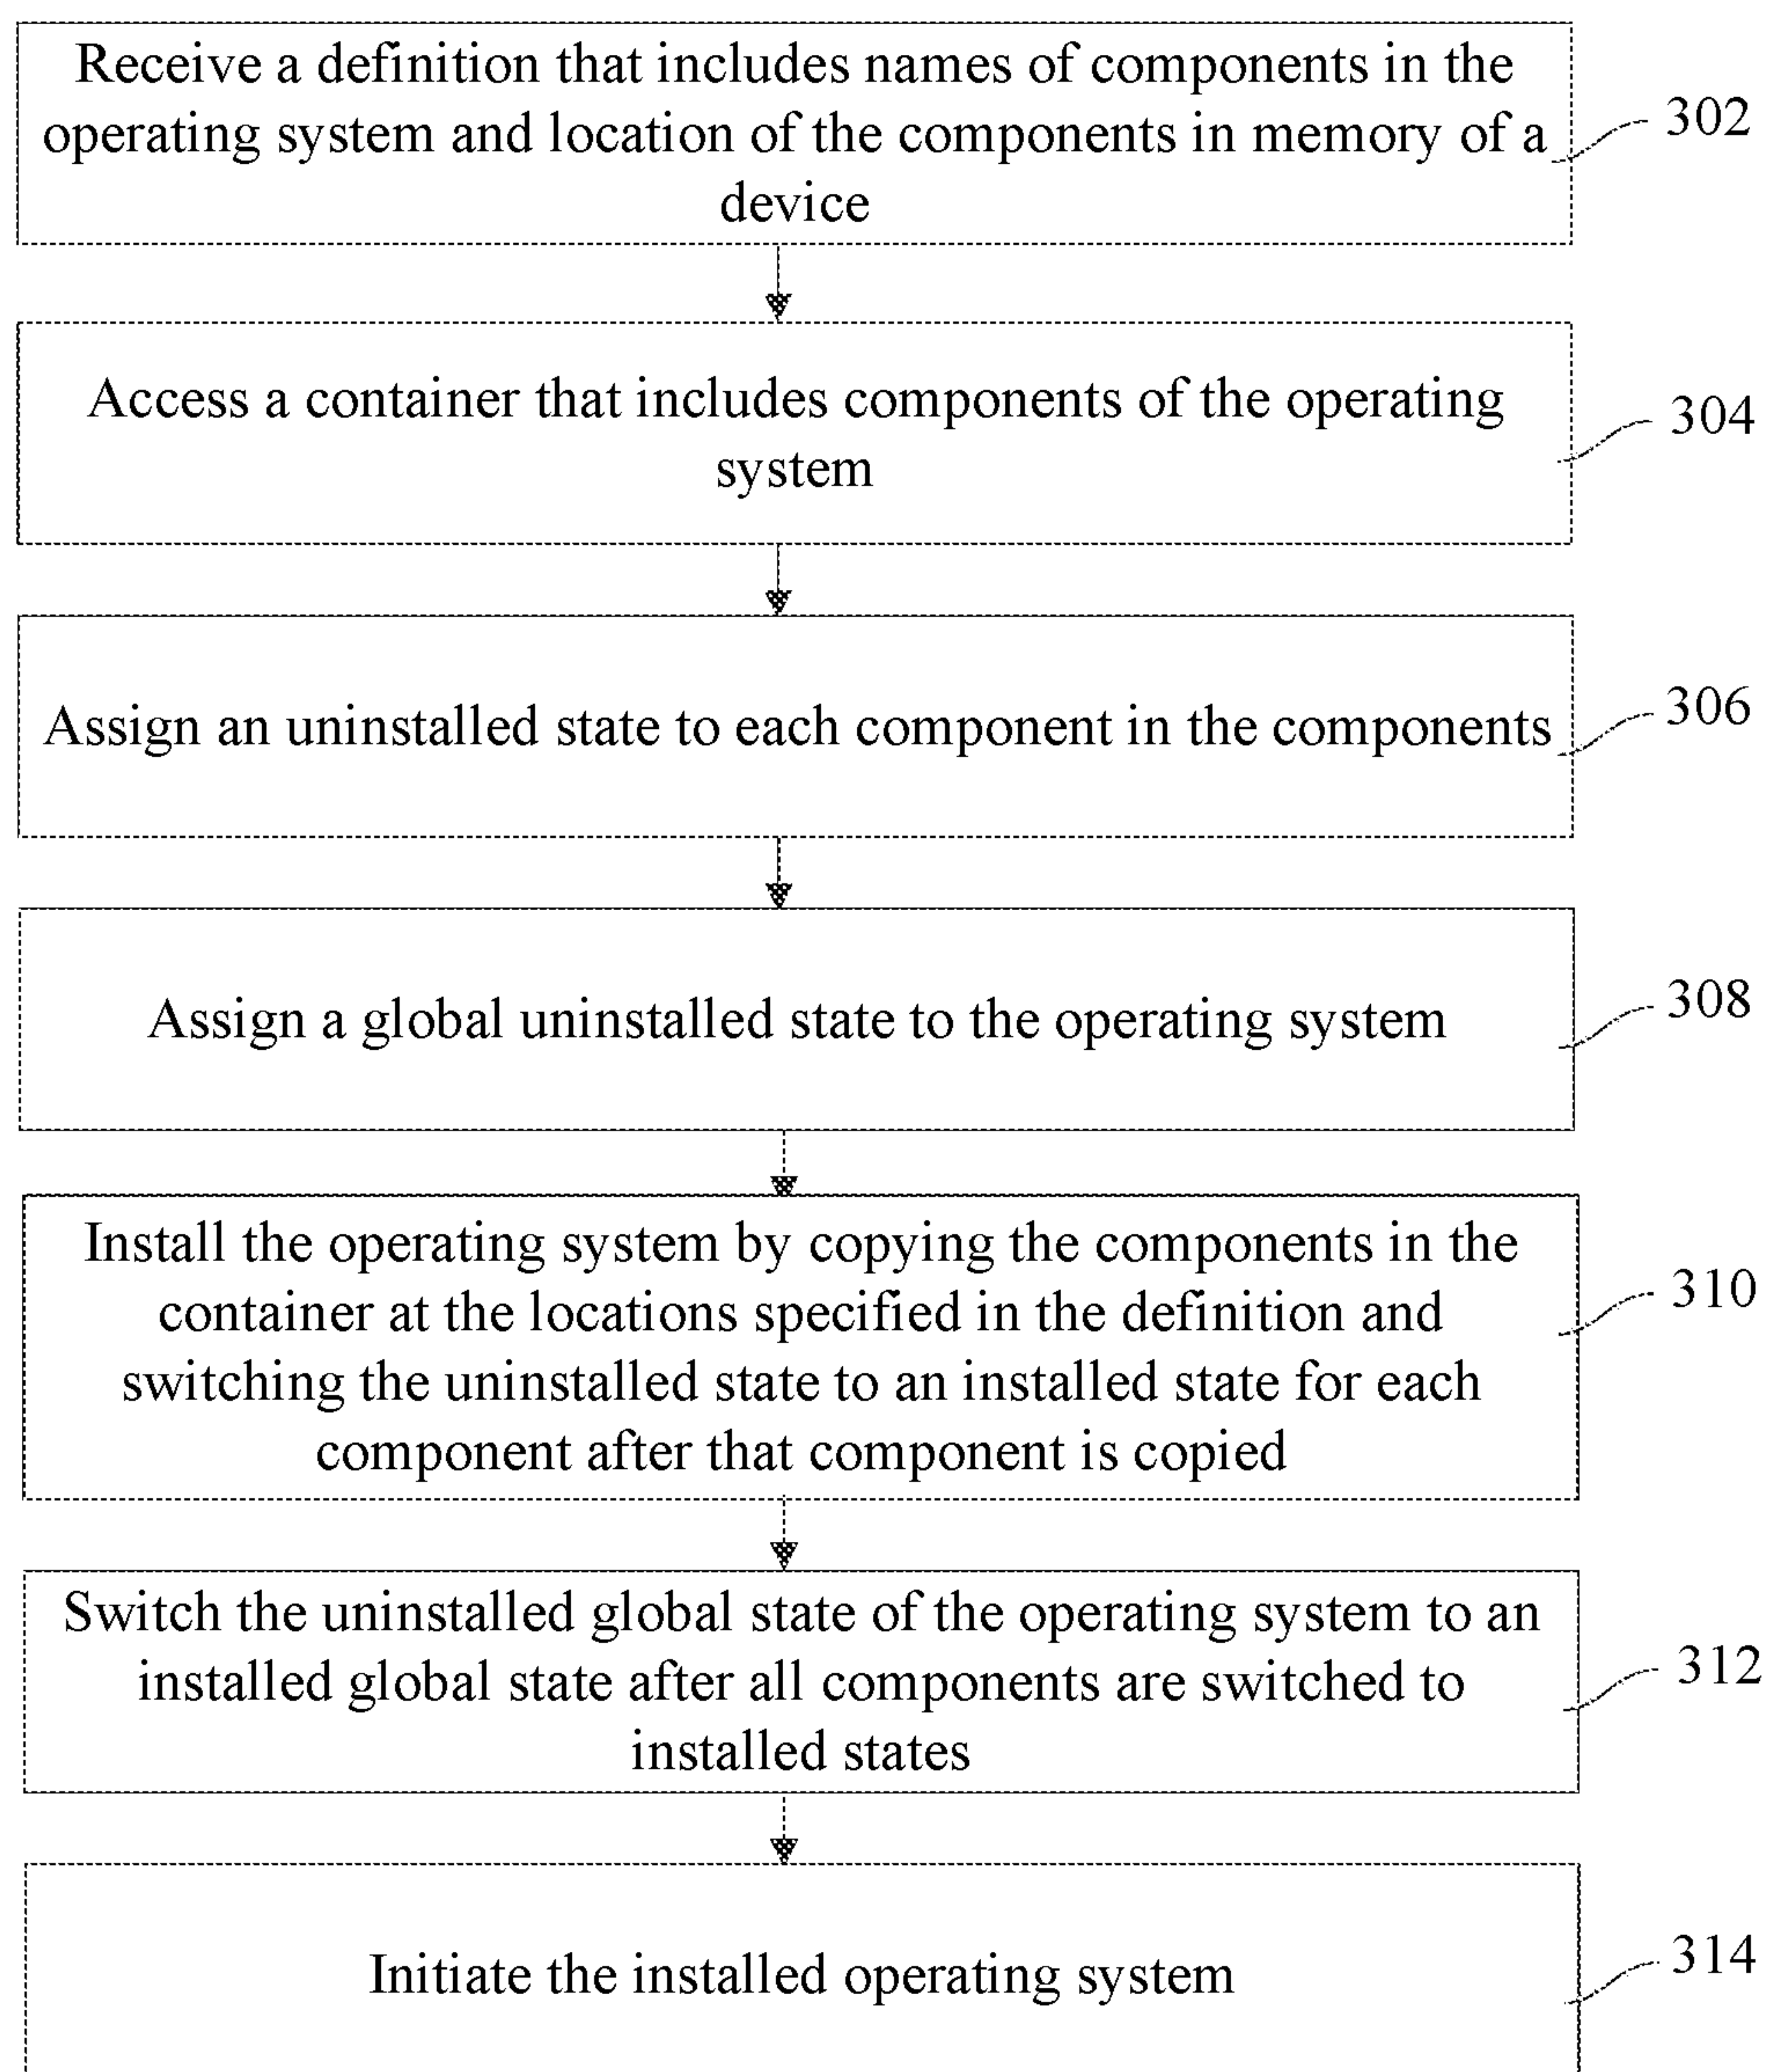 Receive a definition that includes names of components in the
operating system and location of the components in memory of a
device
302
Access a container that includes components of the operating
system
304
Assign an uninstalled state to each component in the components
306
Assign a global uninstalled state to the operating system
308
Install the operating system by copying the components in the
container at the locations specified in the definition and
switching the uninstalled state to an installed state for each
component after that component is copied
310
Switch the uninstalled global state of the operating system to an
installed global state after all components are switched to
installed states
312
Initiate the installed operating system
314